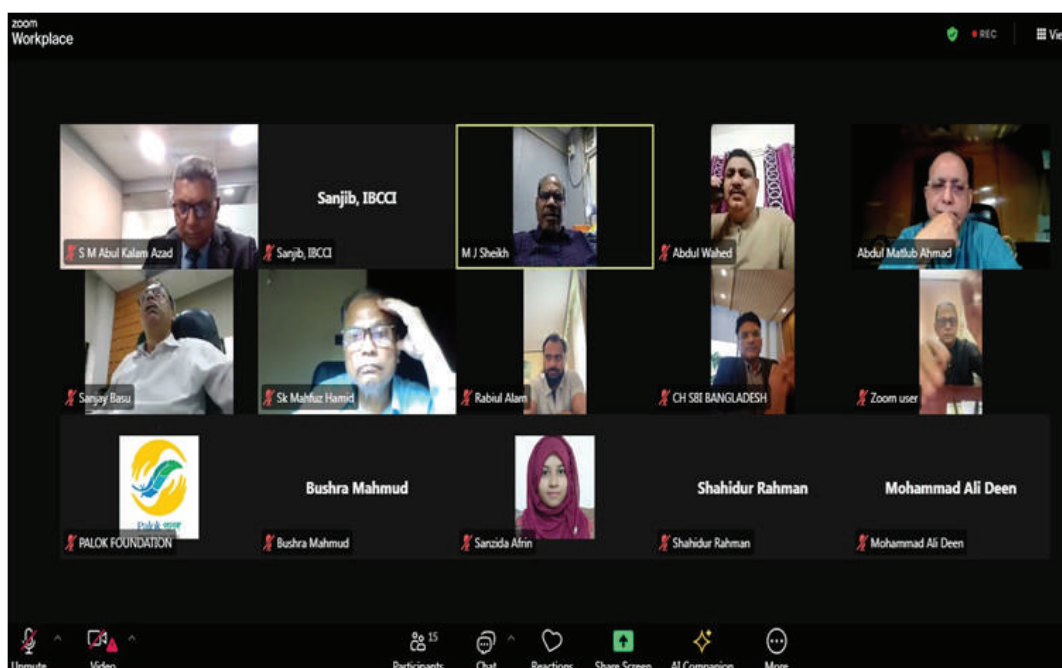 zoom
Workplace
REC
Vie
S M Abul Kalam Azad
Sanjib, IBCCI
Sanjib, IBCCI
M J Sheikh
Abdul Wahed
Abdul Matlub Ahmad
Sanjay Basu
Sk Mahfuz Hamid
Rabiul Alam
CH SBI BANGLADESH
Zoom user
Palok
PALOK FOUNDATION
Bushra Mahmud
Bushra Mahmud
Sanzida Afrin
Shahidur Rahman
Shahidur Rahman
Mohammad Ali Deen
Mohammad Ali Deen
15
Unmute
Video
Participants
Chat
Reactions
Share Screen
AI Companion
More